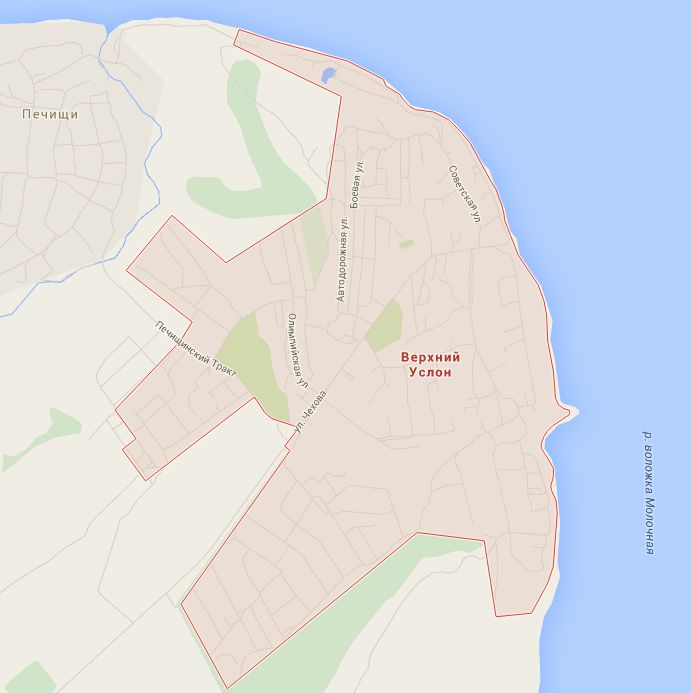 Печищи
Боевая ул.
Советская ул.
Автодорожная ул.
Печищинский Тракт
Олимпийская ул.
Верхний
Услон
ул. Чехова
р. воложка Молочная